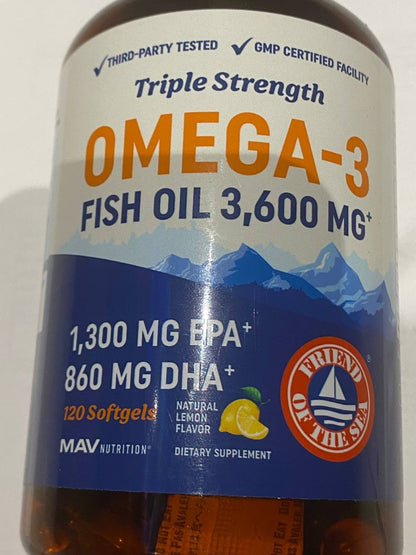 THIRD-PARTY TESTED
GMP CERTIFIED FACILITY
Triple Strength
OMEGA-3
FISH OIL 3,600 MG+
1,300 MG EPA+
860 MG DHA+
120 Softgels
NATURAL
LEMON
FLAVOR
FRIEND
OF THE SEA
®
MAV NUTRITION®
DIETARY SUPPLEMENT